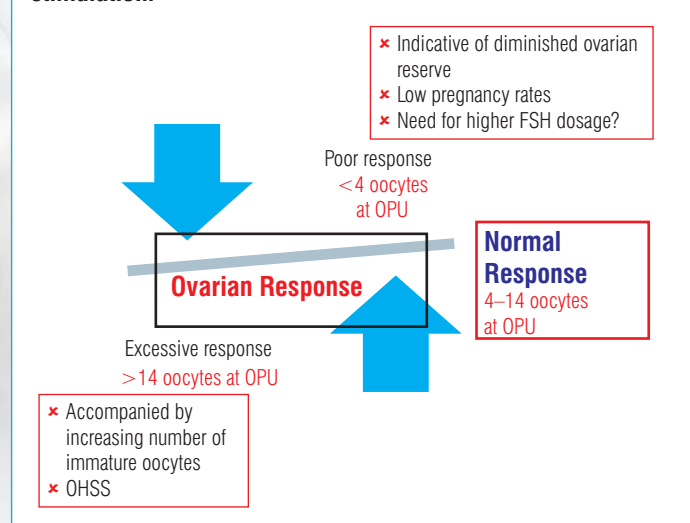 × Indicative of diminished ovarian
reserve
× Low pregnancy rates
× Need for higher FSH dosage?
Poor response
<4 oocytes
at OPU
Normal
Response
4–14 oocytes
at OPU
Ovarian Response
Excessive response
>14 oocytes at OPU
× Accompanied by
increasing number of
immature oocytes
× OHSS